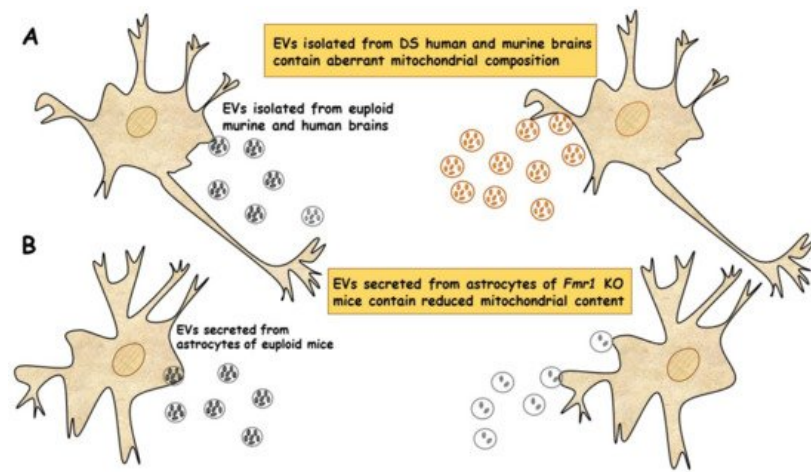 A
EVs isolated from DS human and murine brains
contain aberrant mitochondrial composition
EVs isolated from euploid
murine and human brains
B
EVs secreted from astrocytes of Fmr1 KO
mice contain reduced mitochondrial content
EVs secreted from
astrocytes of euploid mice